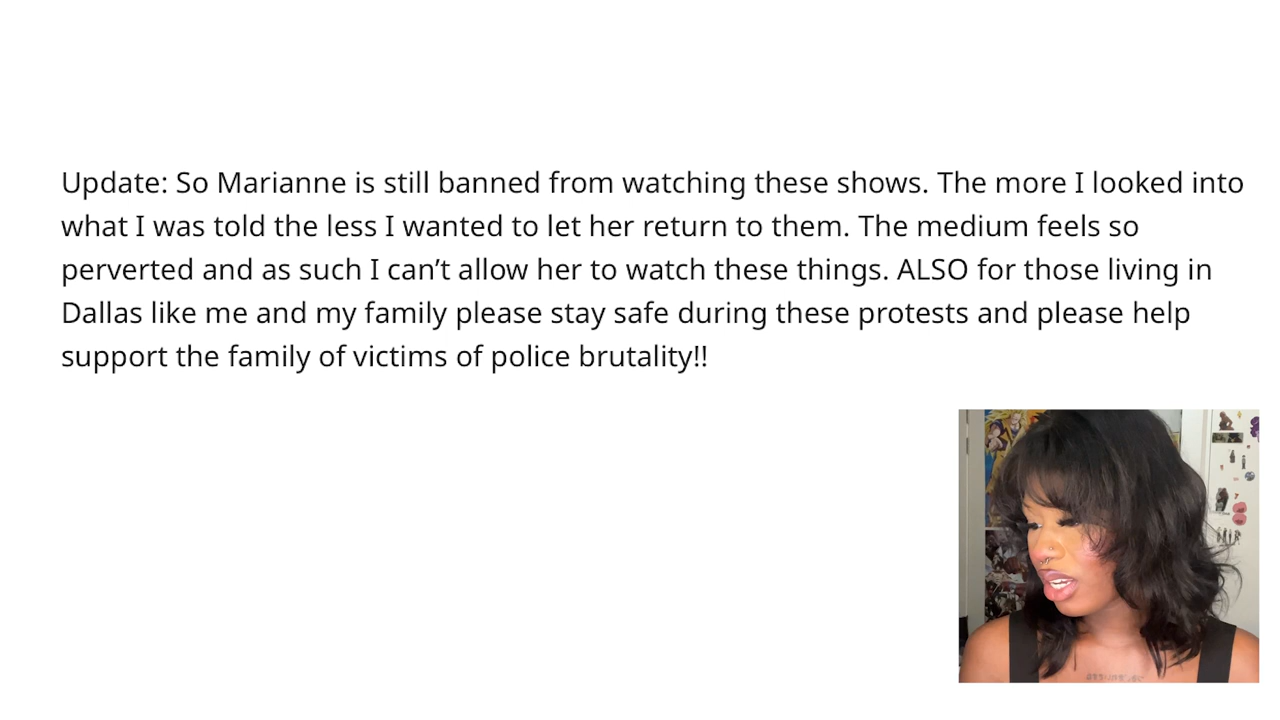 Update: So Marianne is still banned from watching these shows. The more I looked into
what I was told the less I wanted to let her return to them. The medium feels so
perverted and as such I can’t allow her to watch these things. ALSO for those living in
Dallas like me and my family please stay safe during these protests and please help
support the family of victims of police brutality!!